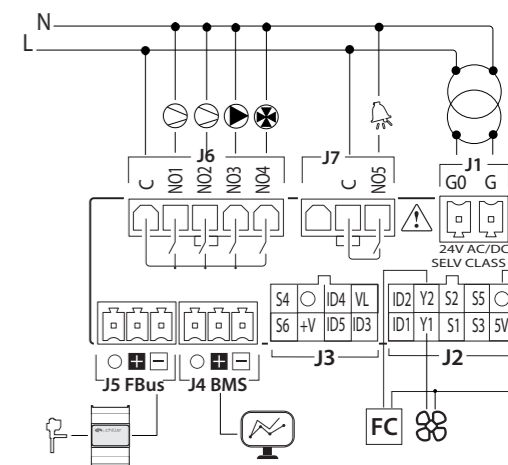 N
L
J6
J7
J1
C NO1 NO2 NO3 NO4
C NO5
G0 G
24V AC/DC
SELV CLASS
S4 ID4 VL
S6 +V ID5 ID3
ID2 Y2 S2 S5
ID1 Y1 S1 S3 5V
J3
J2
J5 FBus
J4 BMS
FC